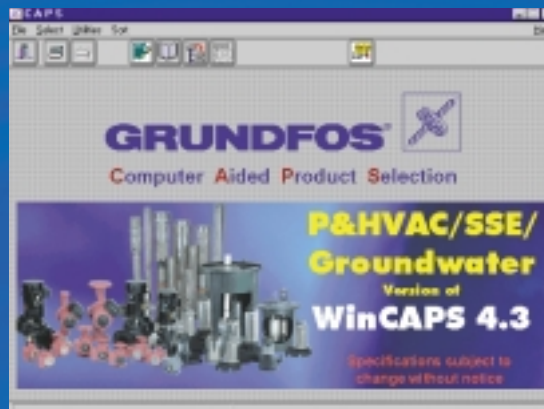 CAPS
File Select Utilities Sort
GRUNDFOS®
Computer Aided Product Selection
P&HVAC/SSE/
Groundwater
Version of
WinCAPS 4.3
Specifications subject to
change without notice